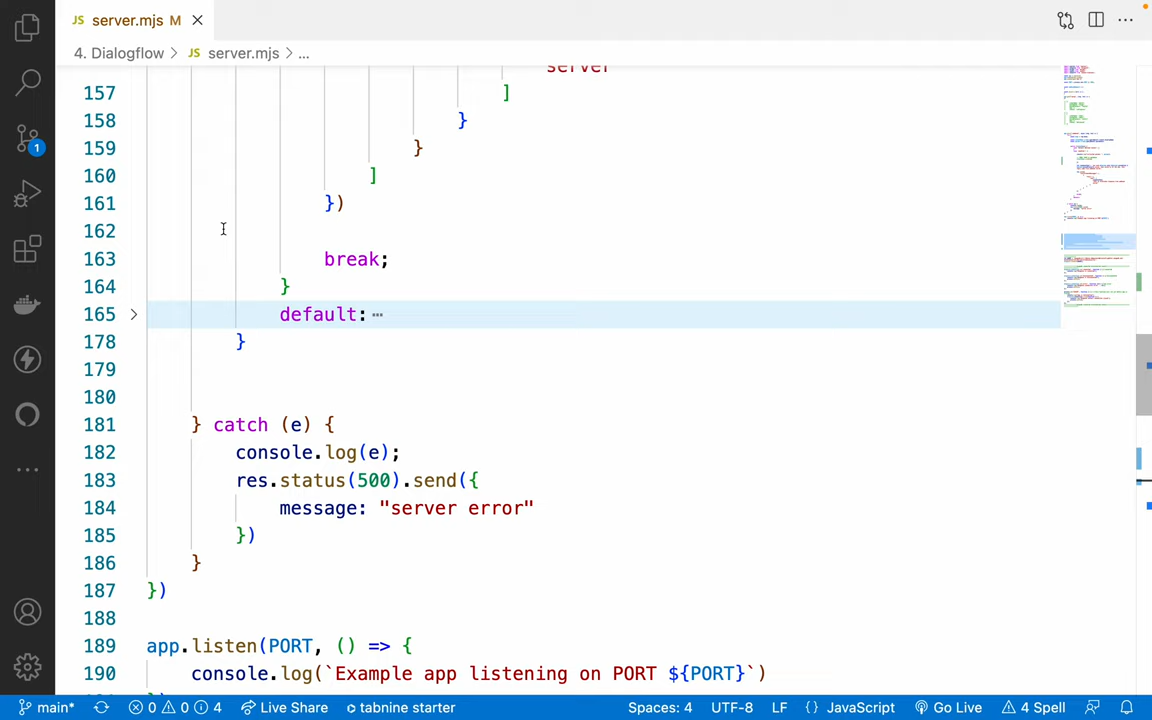 JS server.mjs M
4. Dialogflow > JS server.mjs > ...
server
157 ]
158 }
159 }
160 ]
161 })
162
163 break;
164 }
165 default:
178 }
179
180
181 } catch (e) {
182 console.log(e);
183 res.status(500).send({
184 message: "server error"
185 })
186 }
187 })
188
189 app.listen(PORT, () => {
190 console.log(`Example app listening on PORT ${PORT}`)
})
1
main* 0 0 4 Live Share tabnine starter Spaces: 4 UTF-8 LF {} JavaScript Go Live 4 Spell